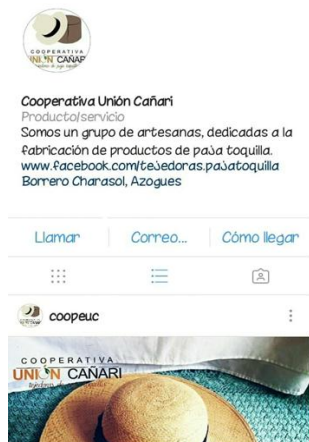 COOPERATIVA
UNIÓN CAÑAR
Cooperativa Unión Cañari
Producto/servicio
Somos un grupo de artesanas, dedicadas a la
fabricación de productos de paja toquilla.
www.facebook.com/tejedoras.pajatoquilla
Borrero Charasol, Azogues
Llamar Correo... Cómo llegar
coopeuc
COOPERATIVA
UNIÓN CAÑARI